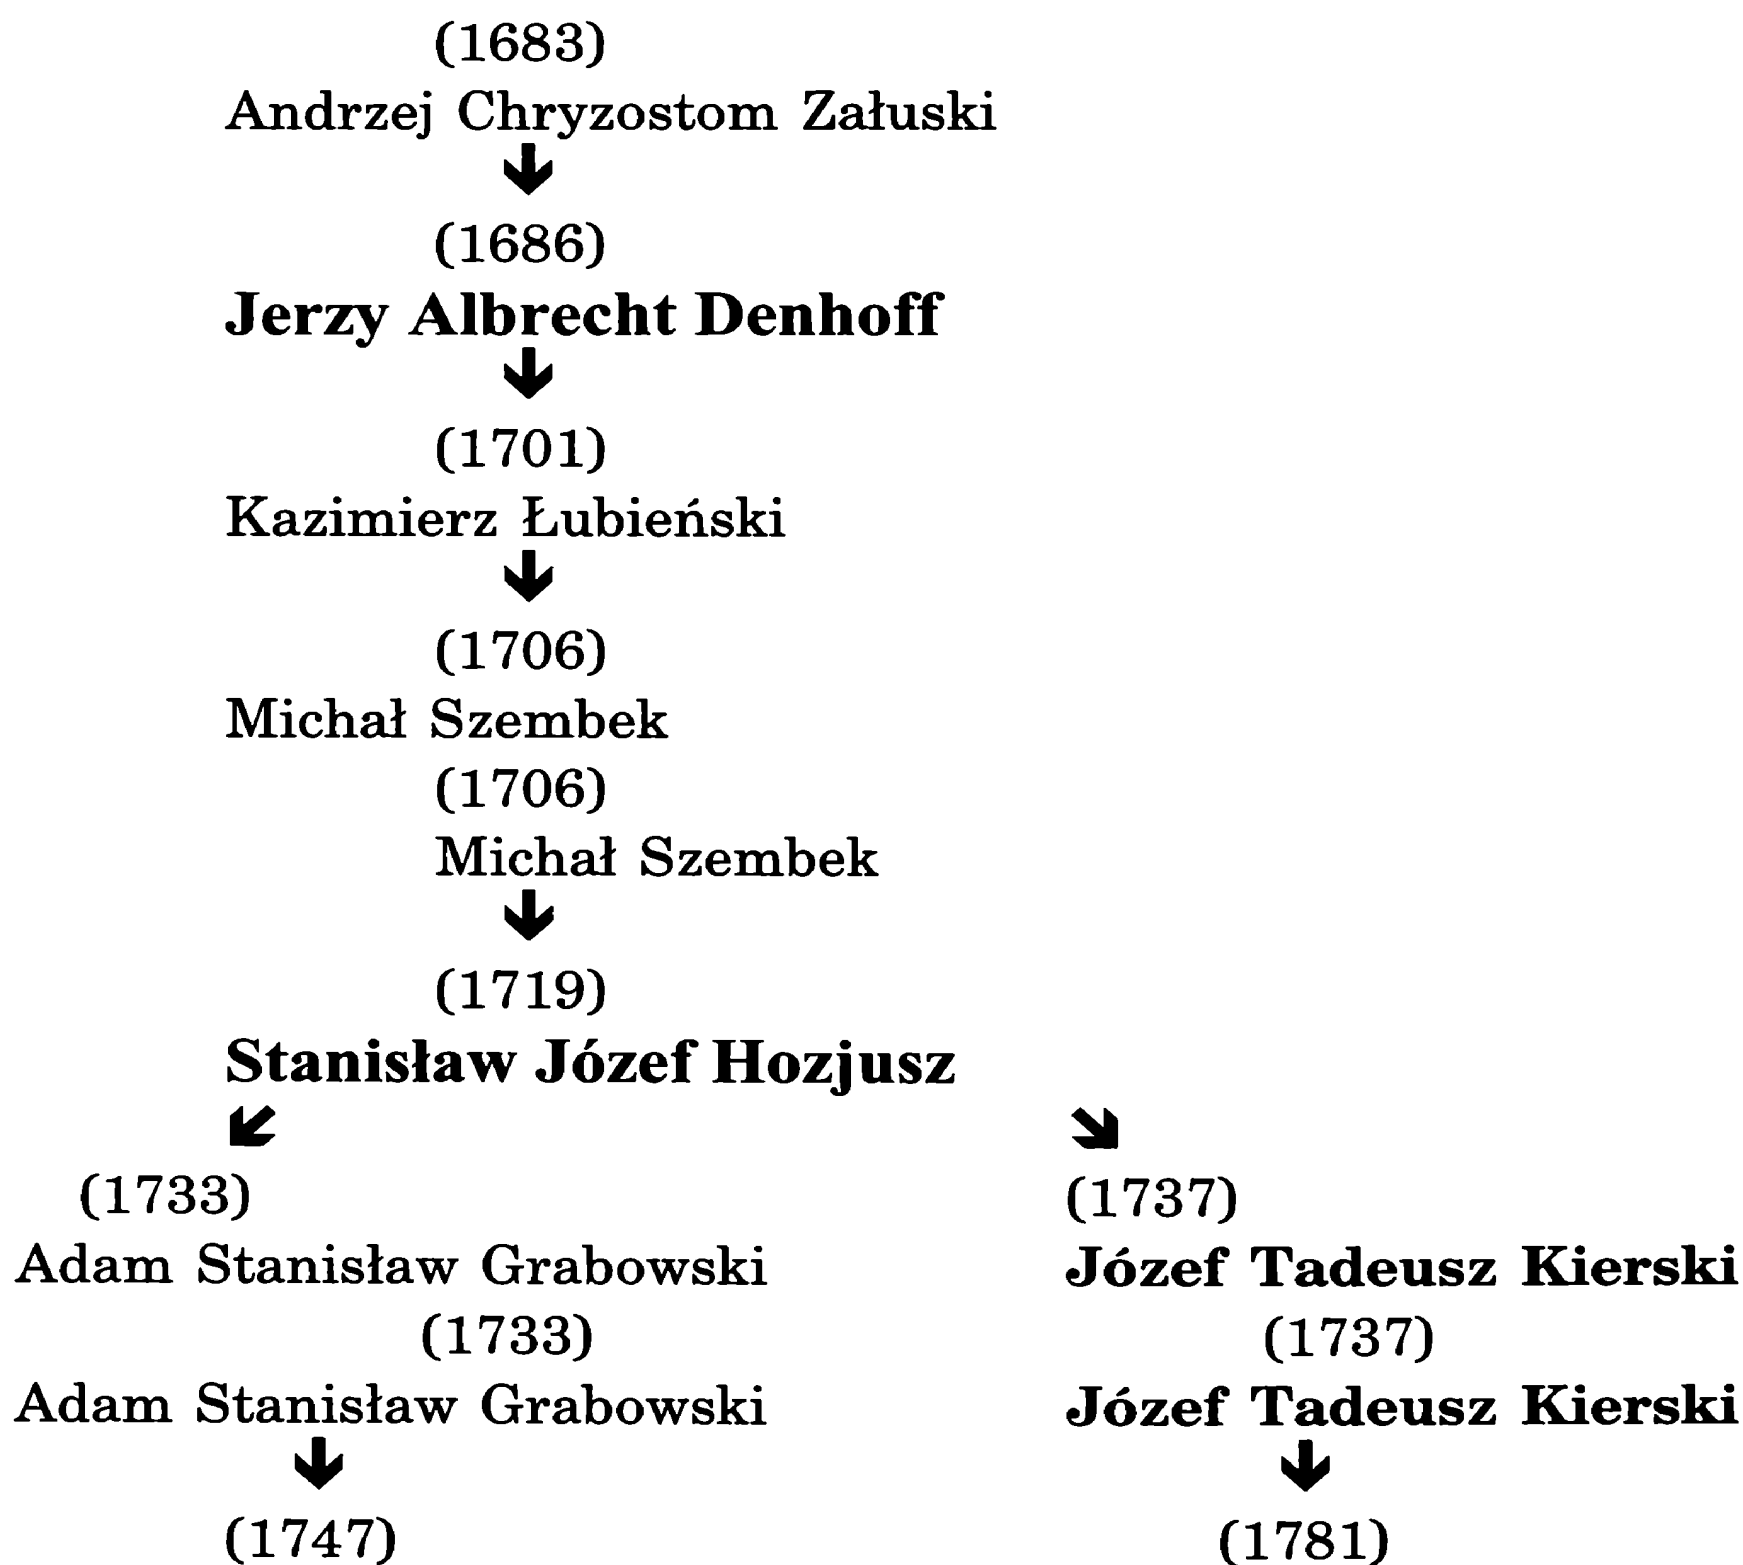 (1683)
Andrzej Chryzostom Załuski
(1686)
Jerzy Albrecht Denhoff
(1701)
Kazimierz Łubieński
(1706)
Michał Szembek
(1706)
Michał Szembek
(1719)
Stanisław Józef Hozjusz
(1733) (1737)
Adam Stanisław Grabowski Józef Tadeusz Kierski
(1733) (1737)
Adam Stanisław Grabowski Józef Tadeusz Kierski
(1747) (1781)